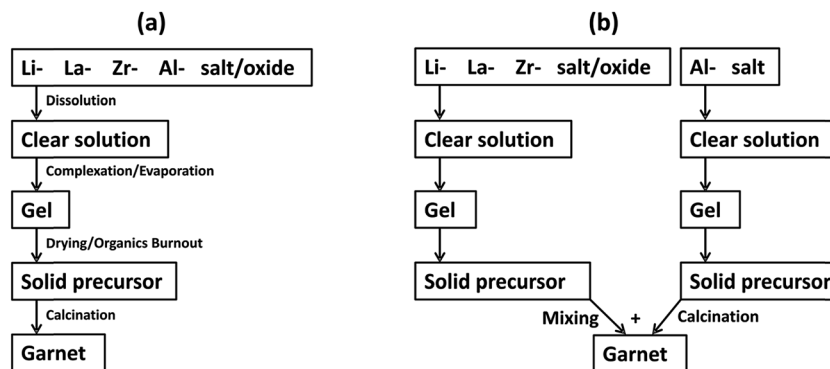 (a)
Li- La- Zr- Al- salt/oxide
Dissolution
Clear solution
Complexation/Evaporation
Gel
Drying/Organics Burnout
Solid precursor
Calcination
Garnet
(b)
Li- La- Zr- salt/oxide
Al- salt
Clear solution
Clear solution
Gel
Gel
Solid precursor
Solid precursor
Mixing + Calcination
Garnet